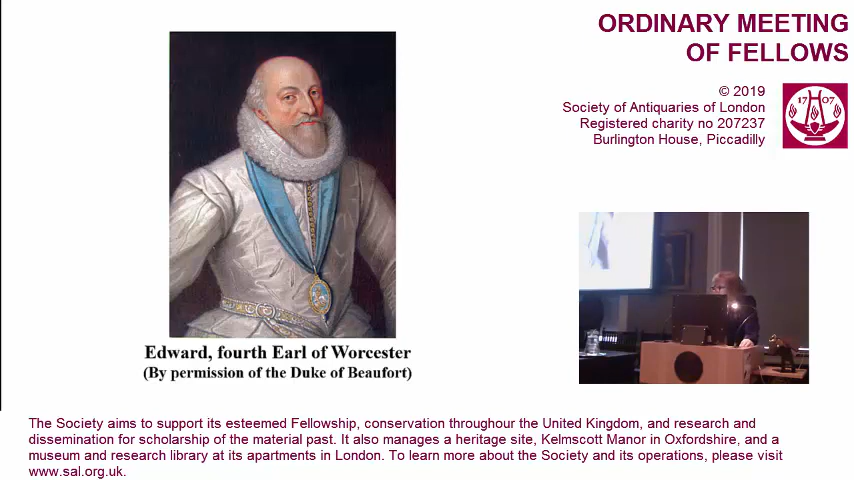 ORDINARY MEETING
OF FELLOWS
© 2019
Society of Antiquaries of London
Registered charity no 207237
Burlington House, Piccadilly
17 07
Edward, fourth Earl of Worcester
(By permission of the Duke of Beaufort)
The Society aims to support its esteemed Fellowship, conservation throughour the United Kingdom, and research and
dissemination for scholarship of the material past. It also manages a heritage site, Kelmscott Manor in Oxfordshire, and a
museum and research library at its apartments in London. To learn more about the Society and its operations, please visit
www.sal.org.uk.